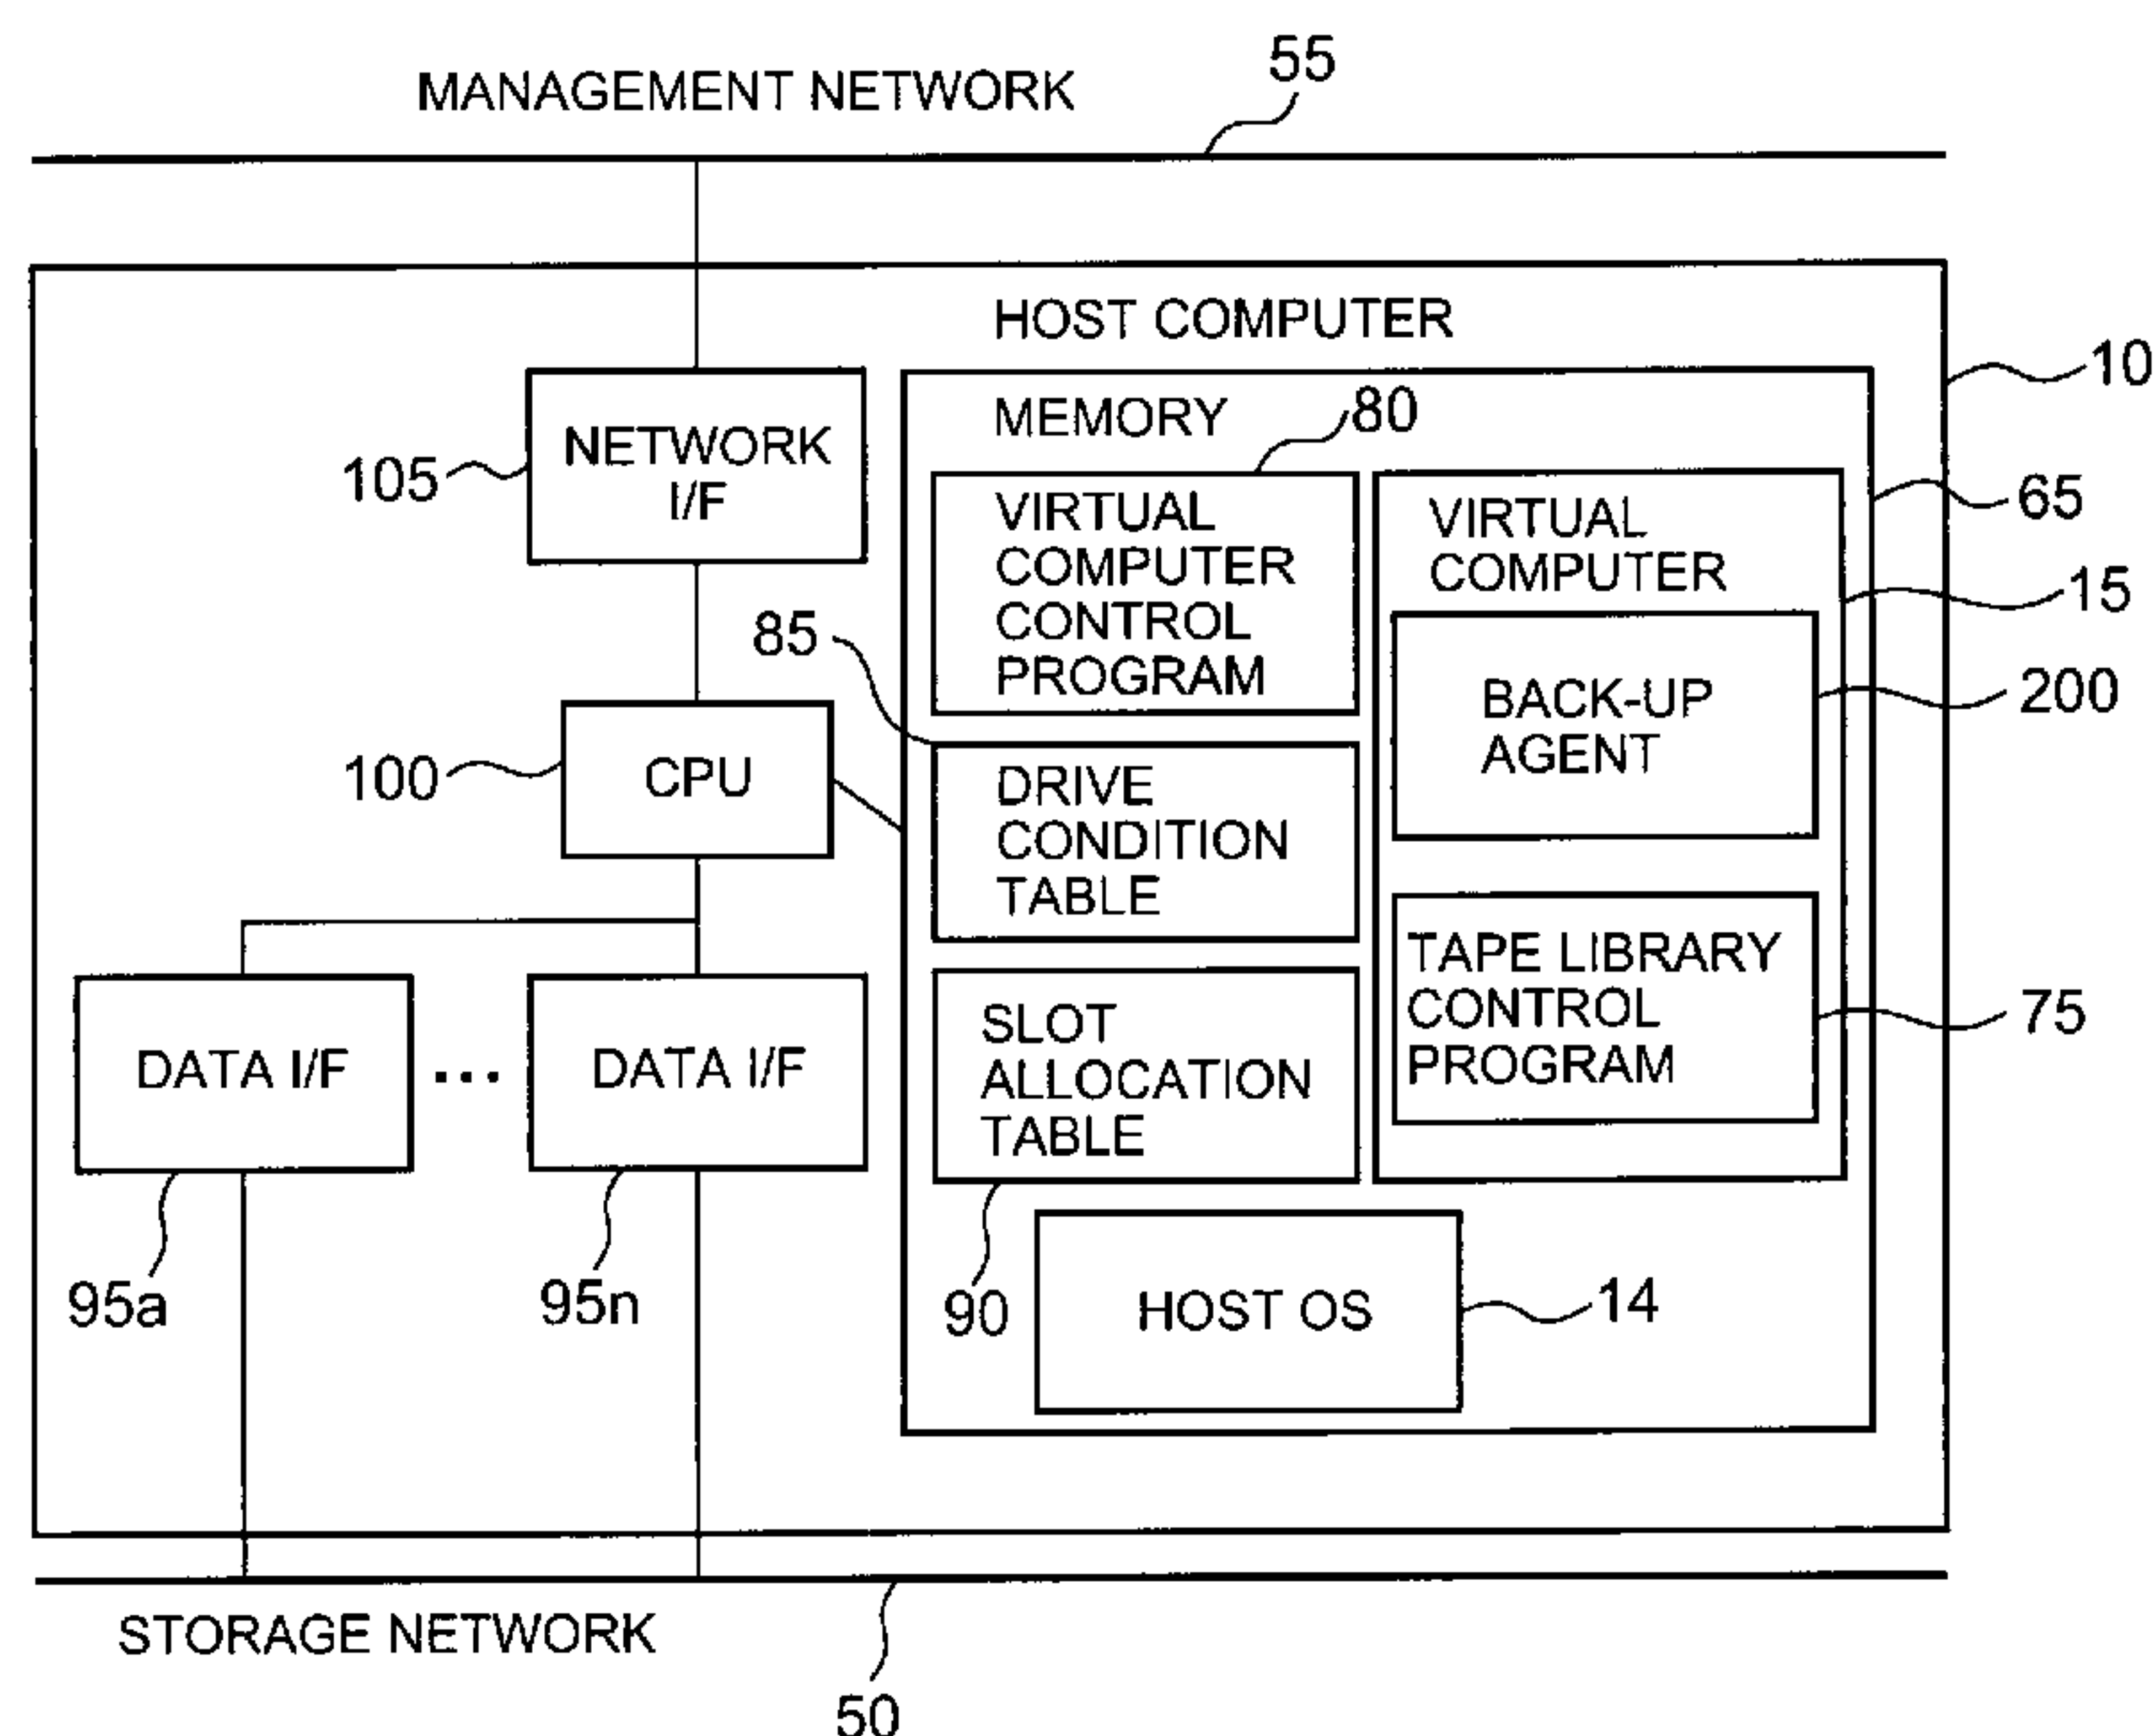 55
MANAGEMENT NETWORK
HOST COMPUTER
10
MEMORY
80
NETWORK
I/F
105
65
VIRTUAL
COMPUTER
CONTROL
PROGRAM
VIRTUAL
COMPUTER
15
85
BACK-UP
AGENT
200
CPU
100
DRIVE
CONDITION
TABLE
TAPE LIBRARY
CONTROL
PROGRAM
75
DATA I/F
...
DATA I/F
SLOT
ALLOCATION
TABLE
95a
95n
90
HOST OS
14
STORAGE NETWORK
50